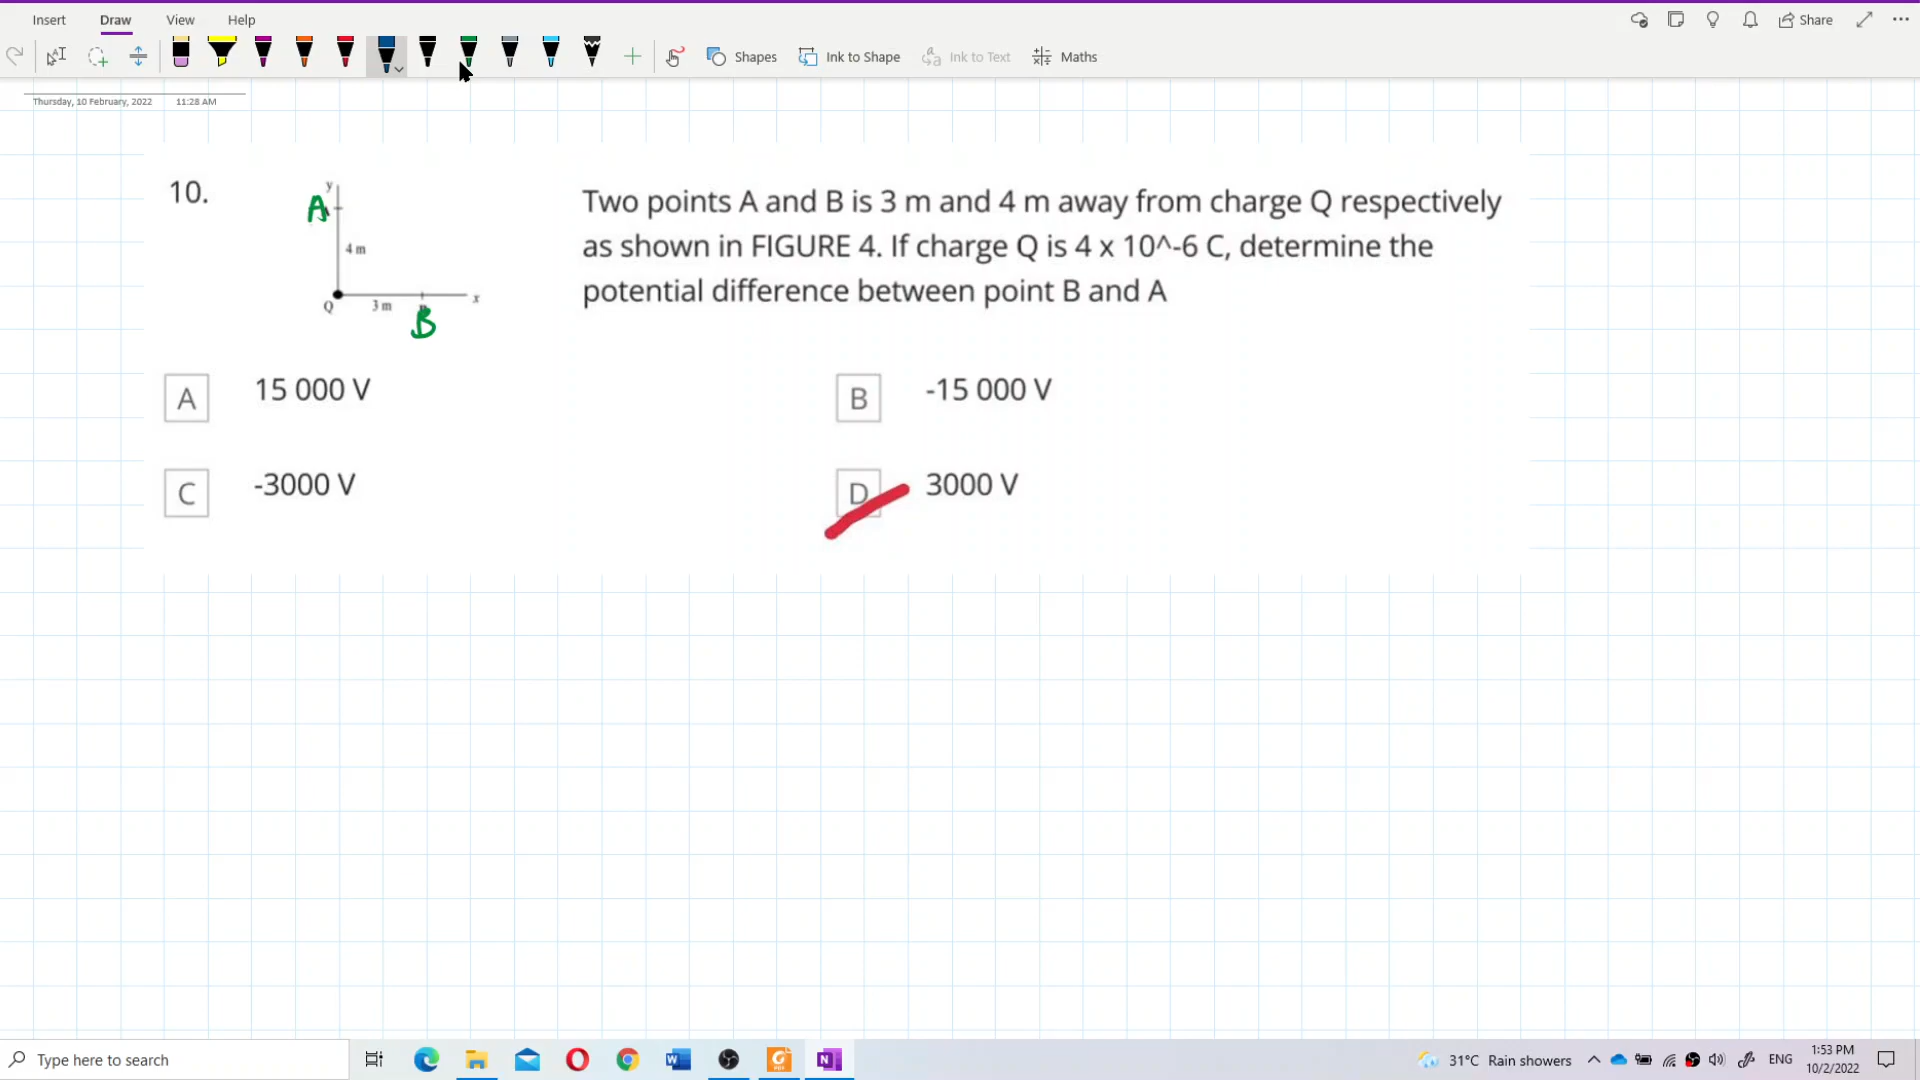 Insert Draw View Help
Share
Shapes Ink to Shape Ink to Text Maths
Thursday, 10 February, 2022 11:28 AM
10.
y
A
4 m
Q
3 m
x
B
Two points A and B is 3 m and 4 m away from charge Q respectively
as shown in FIGURE 4. If charge Q is 4 x 10^-6 C, determine the
potential difference between point B and A
A 15 000 V
B -15 000 V
C -3000 V
D 3000 V
Type here to search
31°C Rain showers
ENG
1:53 PM
10/2/2022